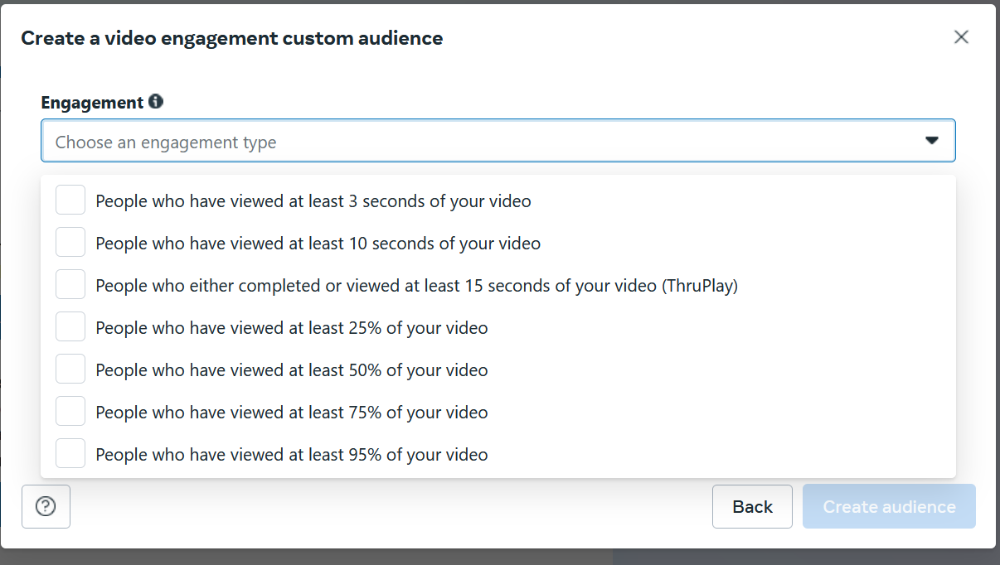 Create a video engagement custom audience
Engagement
Choose an engagement type
People who have viewed at least 3 seconds of your video
People who have viewed at least 10 seconds of your video
People who either completed or viewed at least 15 seconds of your video (ThruPlay)
People who have viewed at least 25% of your video
People who have viewed at least 50% of your video
People who have viewed at least 75% of your video
People who have viewed at least 95% of your video
Back
Create audience